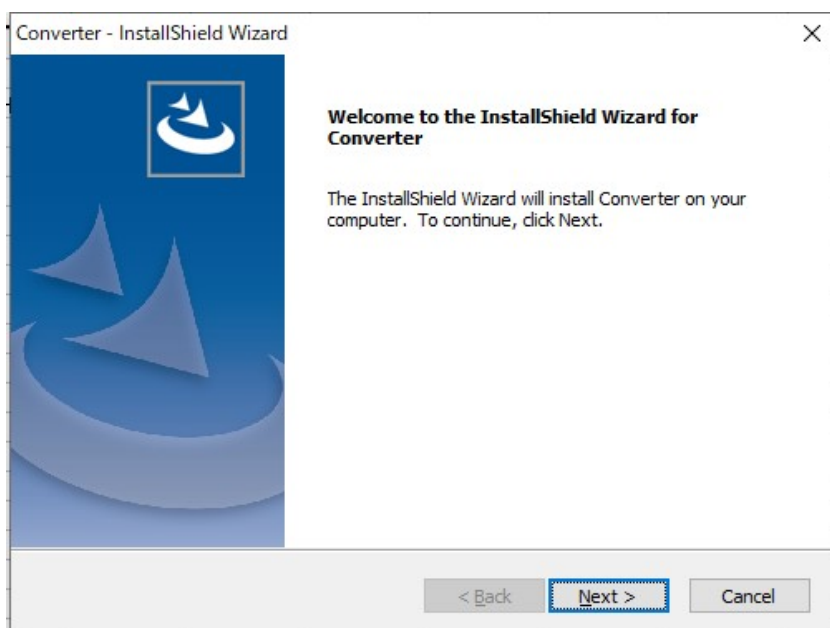 Converter - InstallShield Wizard
Welcome to the InstallShield Wizard for
Converter
The InstallShield Wizard will install Converter on your
computer.  To continue, click Next.
< Back
Next >
Cancel